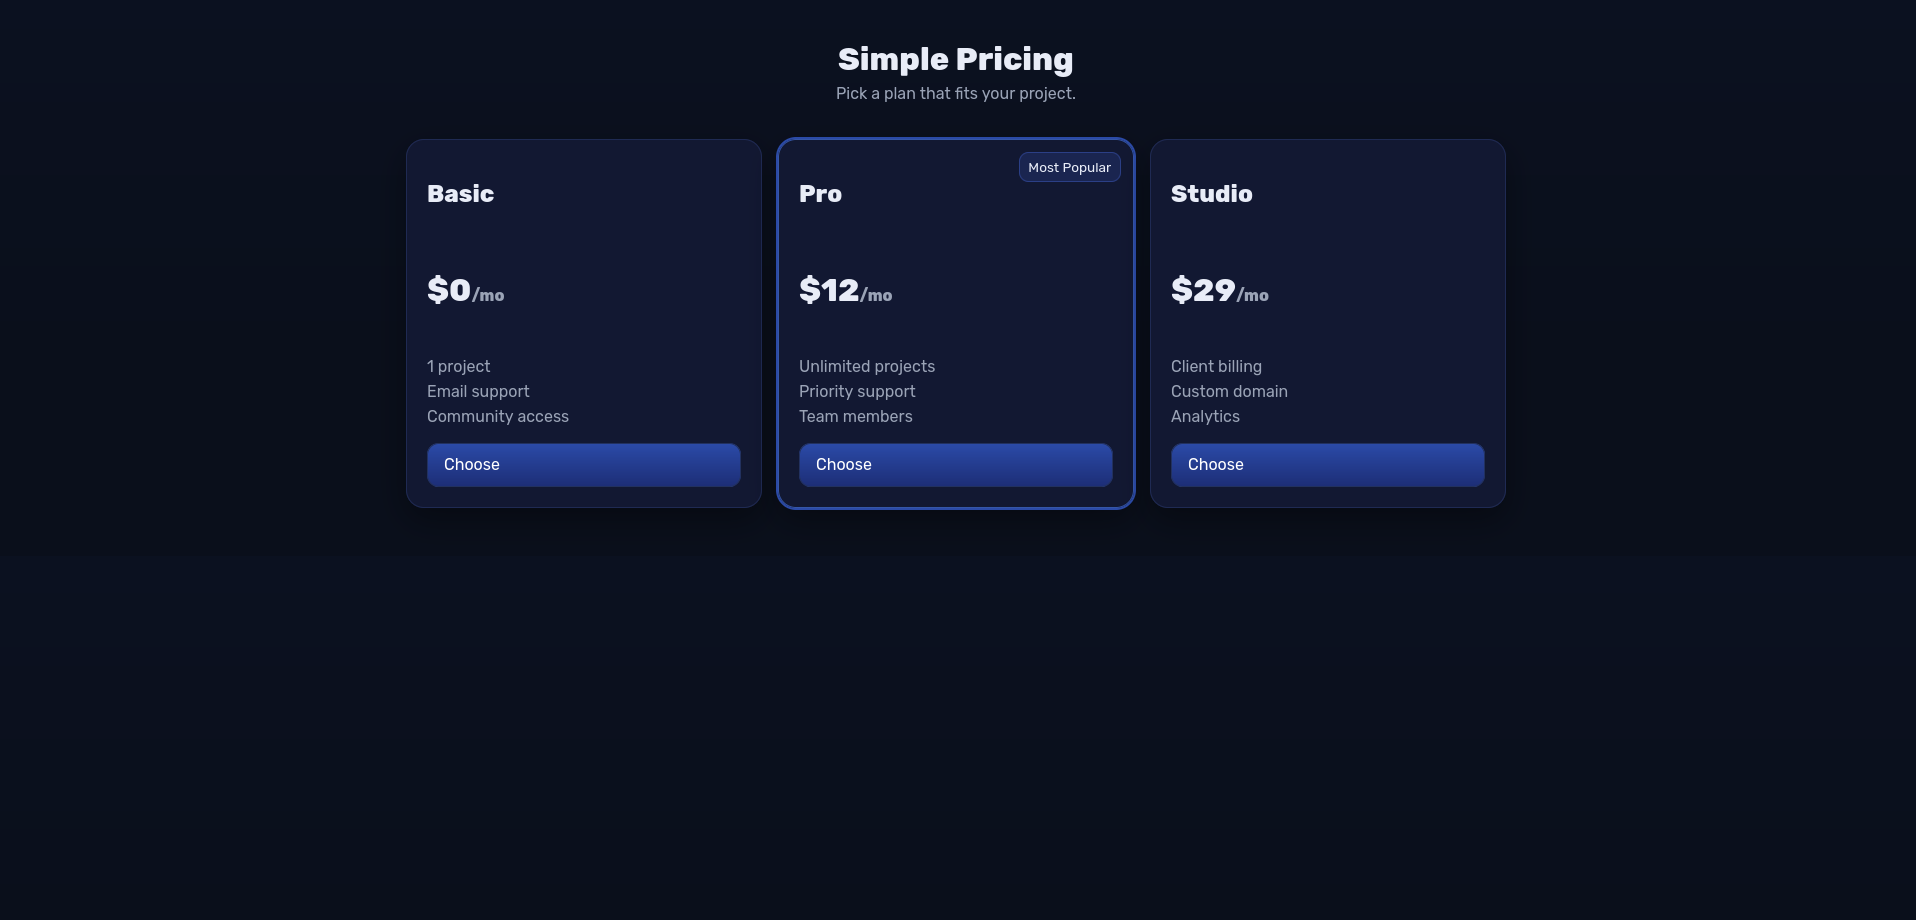 Simple Pricing
Pick a plan that fits your project.
Basic
$0/mo
1 project
Email support
Community access
Choose
Most Popular
Pro
$12/mo
Unlimited projects
Priority support
Team members
Choose
Studio
$29/mo
Client billing
Custom domain
Analytics
Choose